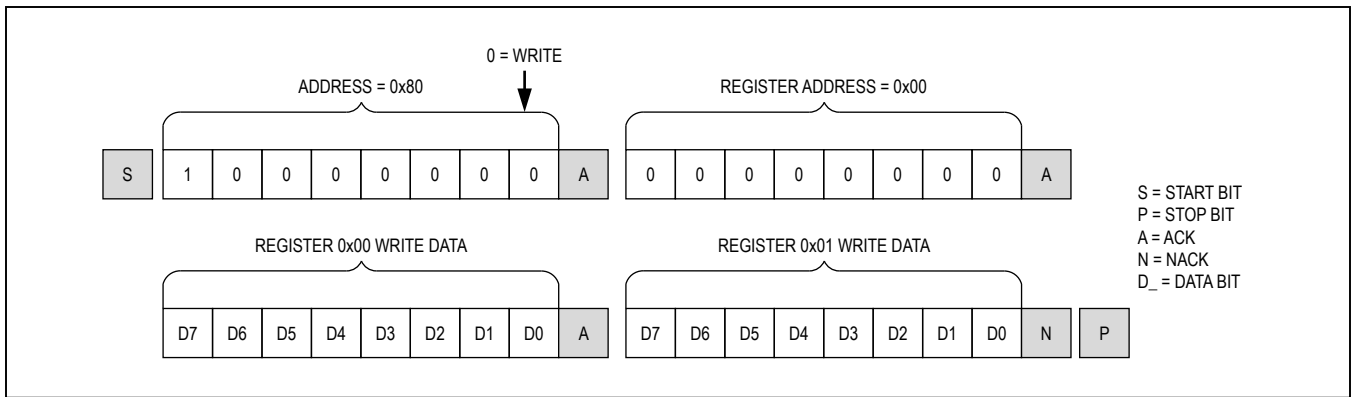 0 = WRITE
ADDRESS = 0x80
REGISTER ADDRESS = 0x00
S 1 0 0 0 0 0 0 0 A 0 0 0 0 0 0 0 0 A
REGISTER 0x00 WRITE DATA
REGISTER 0x01 WRITE DATA
D7 D6 D5 D4 D3 D2 D1 D0 A D7 D6 D5 D4 D3 D2 D1 D0 N P
S = START BIT
P = STOP BIT
A = ACK
N = NACK
D_ = DATA BIT